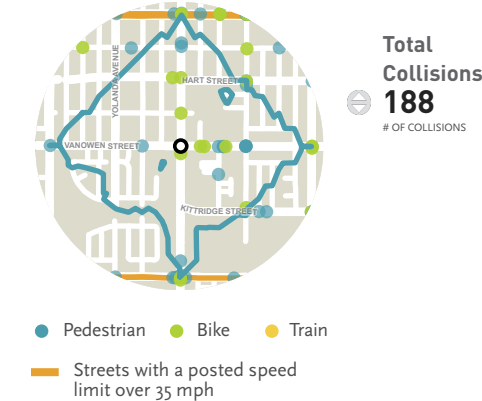 YOLANDA AVENUE
HART STREET
VANOWEN STREET
KITTRIDGE STREET
Total
Collisions
188
# OF COLLISIONS
Pedestrian
Bike
Train
Streets with a posted speed
limit over 35 mph